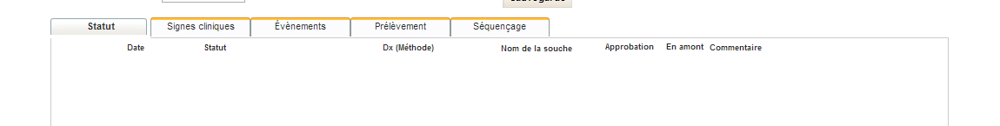 Statut Signes cliniques Évènements Prélèvement Séquençage
Date Statut Dx (Méthode) Nom de la souche Approbation En amont Commentaire